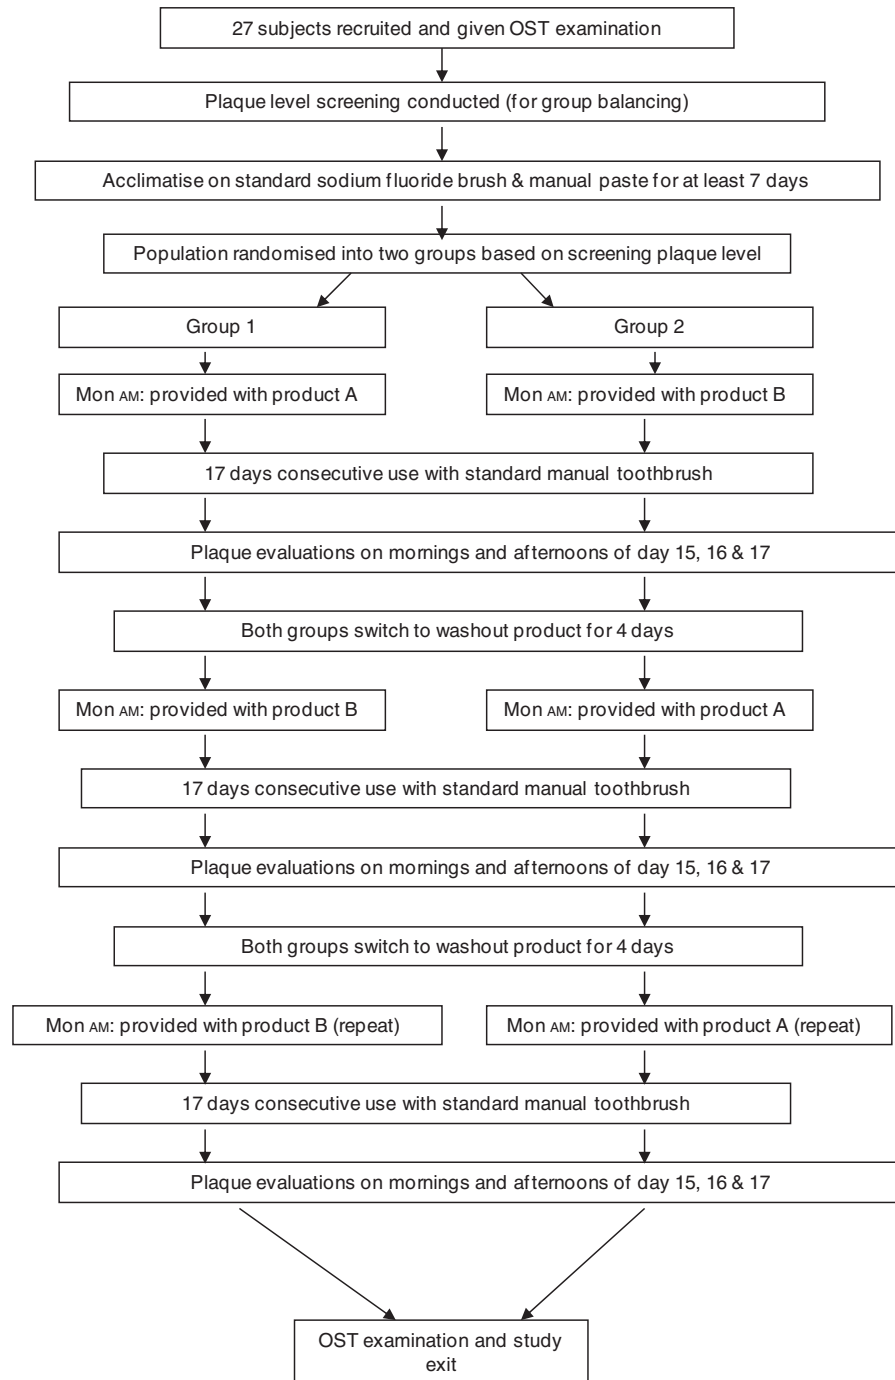 27 subjects recruited and given OST examination
Plaque level screening conducted (for group balancing)
Acclimatise on standard sodium fluoride brush & manual paste for at least 7 days
Population randomised into two groups based on screening plaque level
Group 1
Group 2
Mon AM: provided with product A
Mon AM: provided with product B
17 days consecutive use with standard manual toothbrush
Plaque evaluations on mornings and afternoons of day 15, 16 & 17
Both groups switch to washout product for 4 days
Mon AM: provided with product B
Mon AM: provided with product A
17 days consecutive use with standard manual toothbrush
Plaque evaluations on mornings and afternoons of day 15, 16 & 17
Both groups switch to washout product for 4 days
Mon AM: provided with product B (repeat)
Mon AM: provided with product A (repeat)
17 days consecutive use with standard manual toothbrush
Plaque evaluations on mornings and afternoons of day 15, 16 & 17
OST examination and study
exit